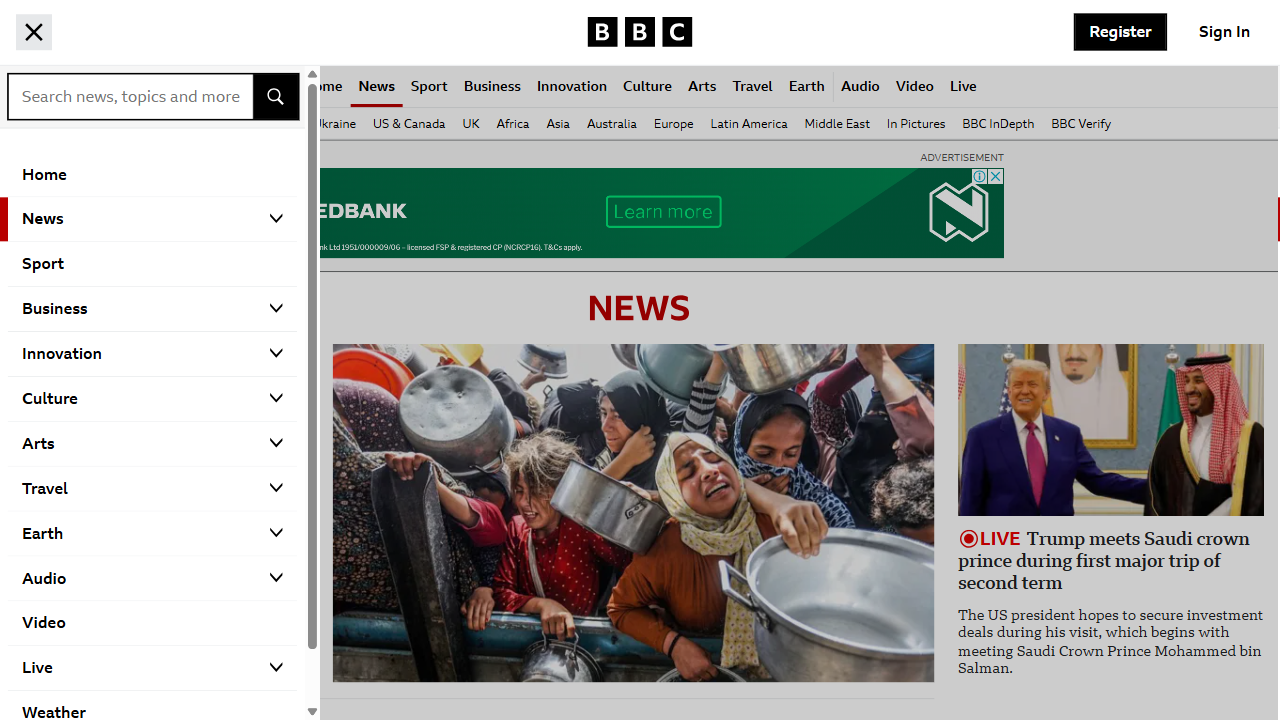 BBC
Register
Sign In
Search news, topics and more
Home
News
Sport
Business
Innovation
Culture
Arts
Travel
Earth
Audio
Video
Live
Weather
News
Sport
Business
Innovation
Culture
Arts
Travel
Earth
Audio
Video
Live
US & Canada
UK
Africa
Asia
Australia
Europe
Latin America
Middle East
In Pictures
BBC InDepth
BBC Verify
ADVERTISEMENT
EDBANK
Learn more
nk Ltd 1951/000009/06 – licensed FSP & registered CP (NCRCP16). T&Cs apply.
NEWS
LIVE Trump meets Saudi crown
prince during first major trip of
second term
The US president hopes to secure investment
deals during his visit, which begins with
meeting Saudi Crown Prince Mohammed bin
Salman.